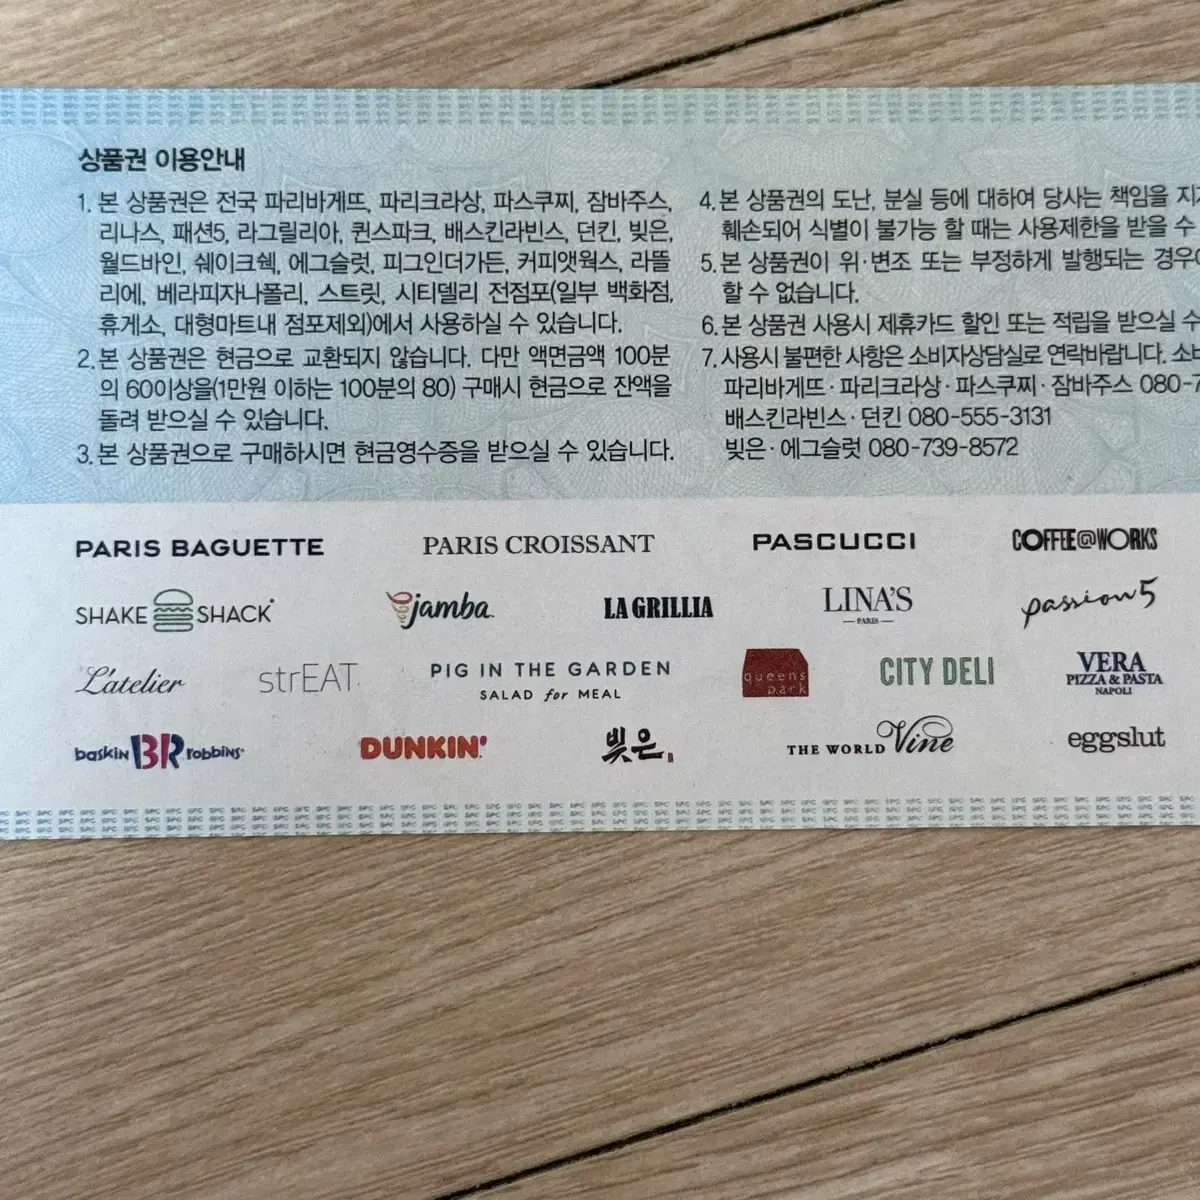 상품권 이용안내
1. 본 상품권은 전국 파리바게뜨, 파리크라상, 파스쿠찌, 잠바주스,
리나스, 패션5, 라그릴리아, 퀸스파크, 배스킨라빈스, 던킨, 빚은,
월드바인, 쉐이크쉑, 에그슬럿, 피그인더가든, 커피앳웍스, 라뜰
리에, 베라피자나폴리, 스트릿, 시티델리 전점포(일부 백화점,
휴게소, 대형마트내 점포제외)에서 사용하실 수 있습니다.
2. 본 상품권은 현금으로 교환되지 않습니다. 다만 액면금액 100분
의 60이상을(1만원 이하는 100분의 80) 구매시 현금으로 잔액을
돌려 받으실 수 있습니다.
3. 본 상품권으로 구매하시면 현금영수증을 받으실 수 있습니다.
4. 본 상품권의 도난, 분실 등에 대하여 당사는 책임을 지
훼손되어 식별이 불가능 할 때는 사용제한을 받을 수
5. 본 상품권이 위·변조 또는 부정하게 발행되는 경우
할 수 없습니다.
6. 본 상품권 사용시 제휴카드 할인 또는 적립을 받으실 수
7. 사용시 불편한 사항은 소비자상담실로 연락바랍니다. 소
파리바게뜨·파리크라상·파스쿠찌·잠바주스 080-7
배스킨라빈스·던킨 080-555-3131
빚은·에그슬럿 080-739-8572
PARIS BAGUETTE PARIS CROISSANT PASCUCCI COFFEE@WORKS
SHAKE SHACK jamba LA GRILLIA LINA'S PARIS passion5
L'atelier strEAT PIG IN THE GARDEN SALAD for MEAL queens park CITY DELI VERA PIZZA & PASTA NAPOLI
baskin BR robbins DUNKIN' 빚은 THE WORLD Vine eggslut